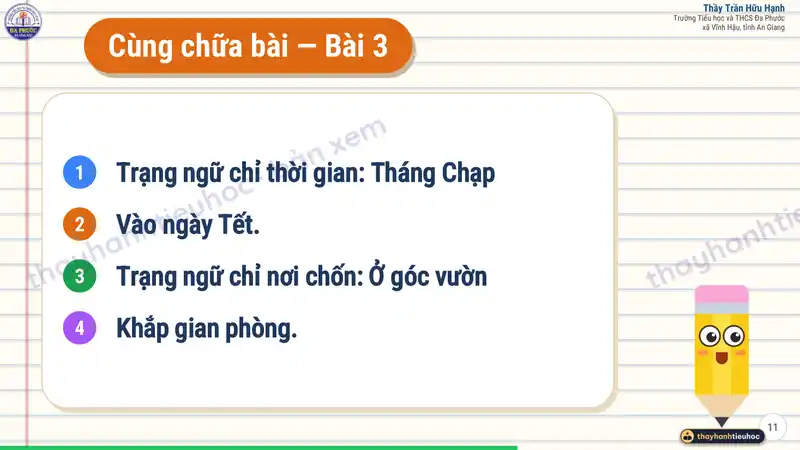 Thầy Trần Hữu Hạnh
Trường Tiểu học và THCS Đa Phước
xã Vĩnh Hậu, tỉnh An Giang
ĐA PHƯỚC
Cùng chữa bài – Bài 3
1 Trạng ngữ chỉ thời gian: Tháng Chạp
2 Vào ngày Tết.
3 Trạng ngữ chỉ nơi chốn: Ở góc vườn
4 Khắp gian phòng.
11
thayhanhtieuhoc